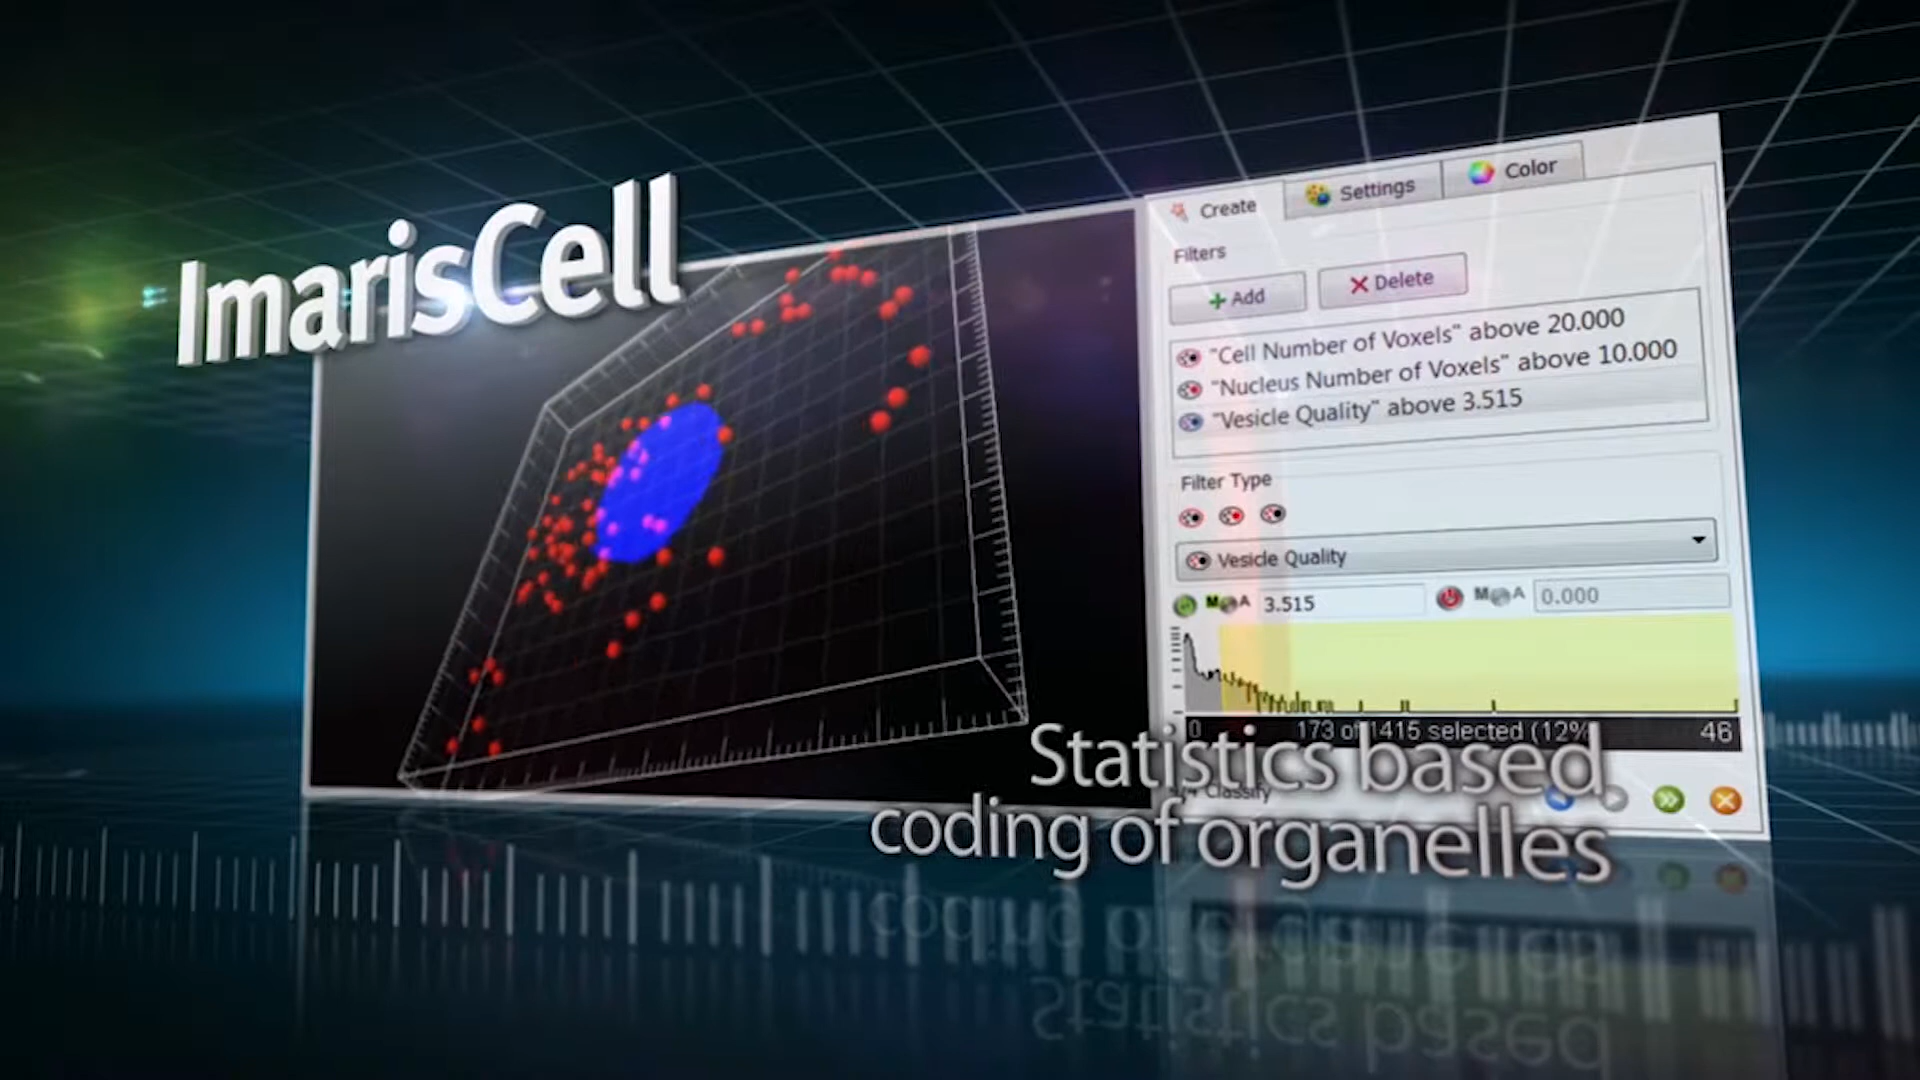 ImarisCell
Create
Settings
Color
Filters
Add
Delete
"Cell Number of Voxels" above 20.000
"Nucleus Number of Voxels" above 10.000
"Vesicle Quality" above 3.515
Filter Type
Vesicle Quality
M A 3.515
M A 0.000
0 173 of 1415 selected (12% 46
Classify
Statistics based
coding of organelles